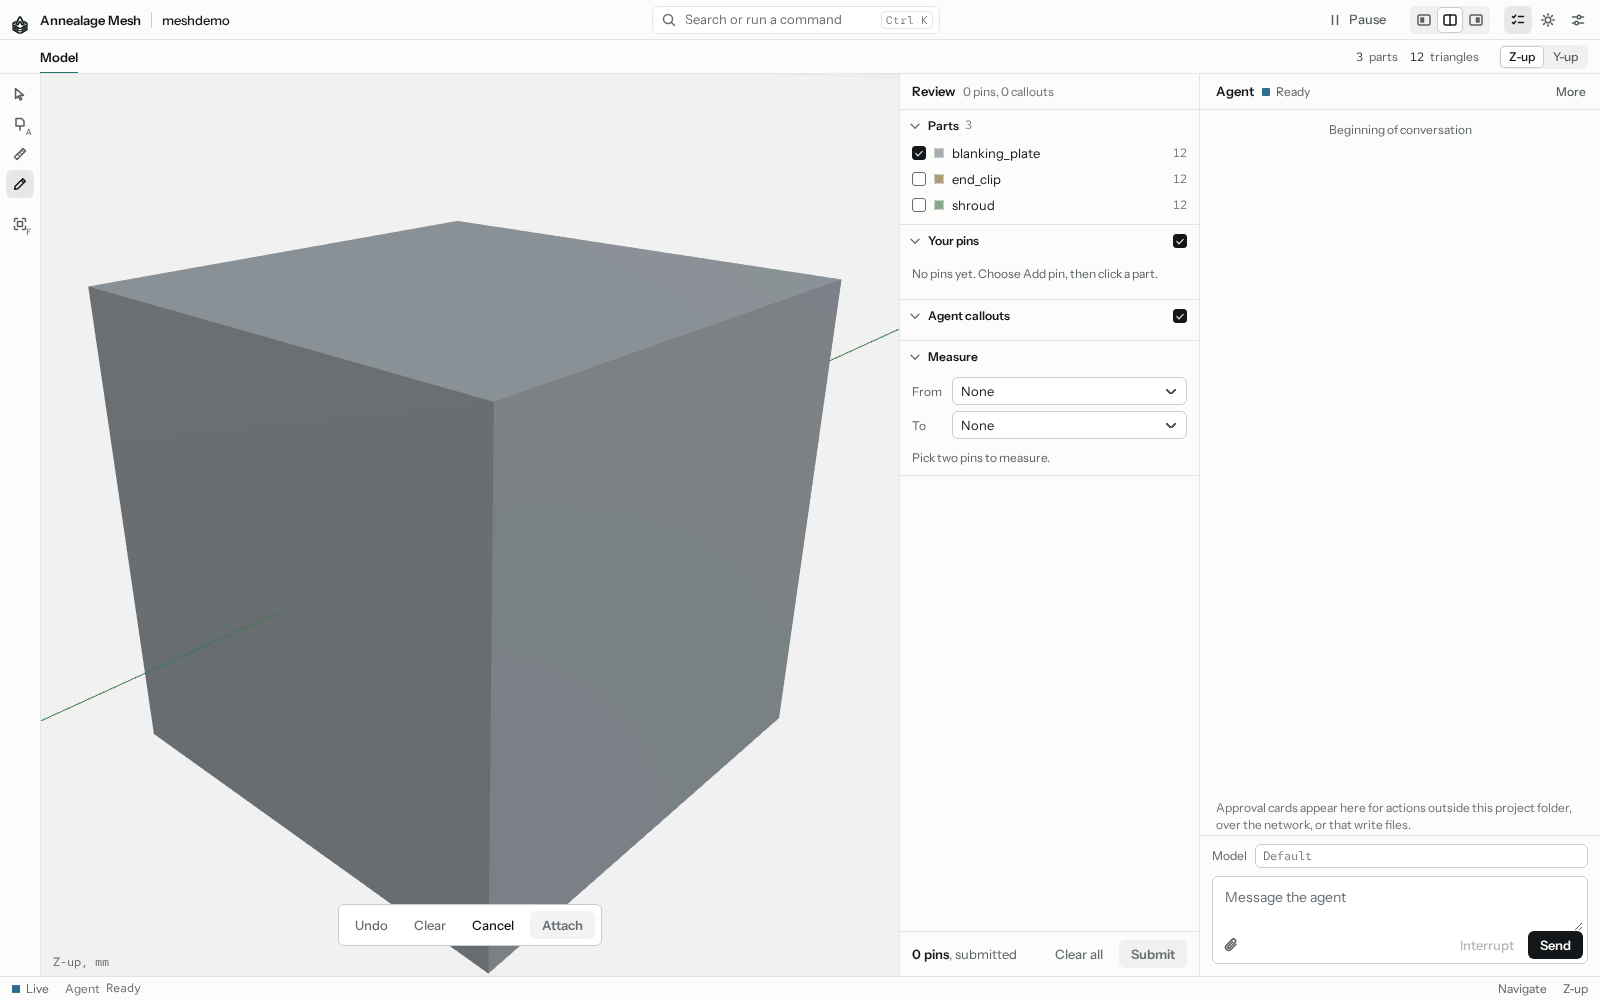 Annealage Mesh meshdemo Search or run a command Ctrl K Pause
Model 3 parts 12 triangles Z-up Y-up
A
F
Review 0 pins, 0 callouts
Parts 3
blanking_plate 12
end_clip 12
shroud 12
Your pins
No pins yet. Choose Add pin, then click a part.
Agent callouts
Measure
From None
To None
Pick two pins to measure.
0 pins, submitted Clear all Submit
Agent Ready More
Beginning of conversation
Approval cards appear here for actions outside this project folder,
over the network, or that write files.
Model Default
Message the agent
Interrupt Send
Undo Clear Cancel Attach
Z-up, mm
Live Agent Ready Navigate Z-up